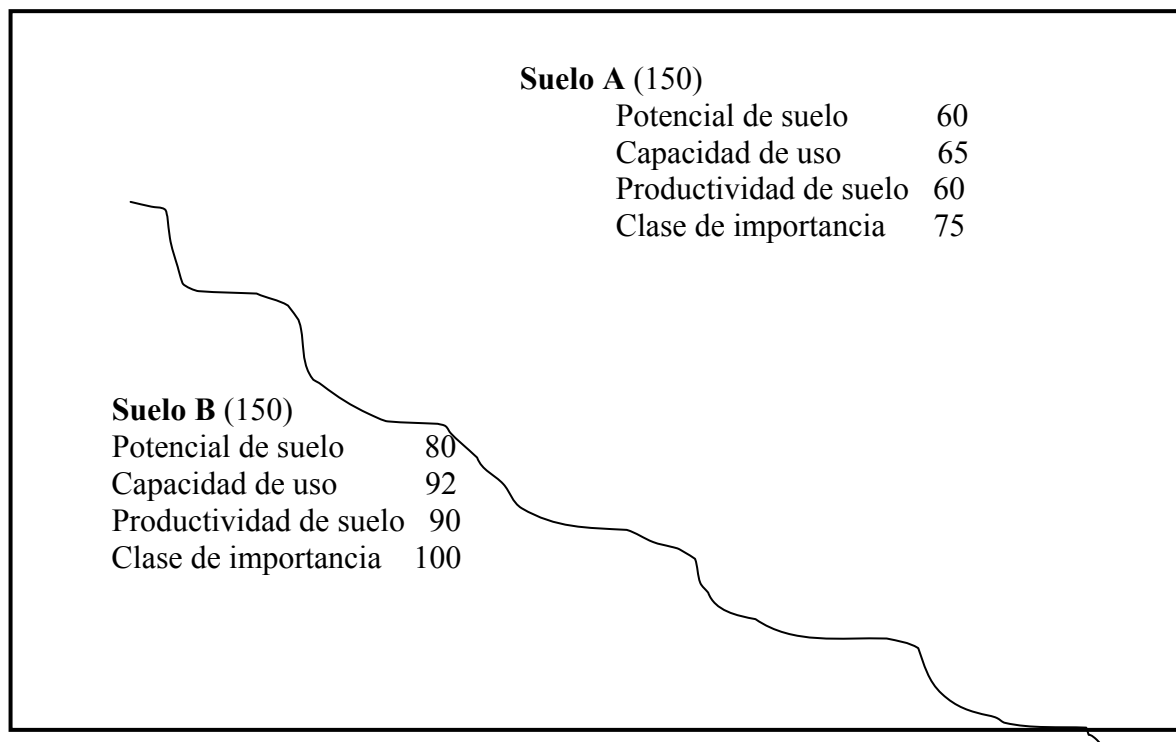 Suelo A (150)
Potencial de suelo 60
Capacidad de uso 65
Productividad de suelo 60
Clase de importancia 75
Suelo B (150)
Potencial de suelo 80
Capacidad de uso 92
Productividad de suelo 90
Clase de importancia 100